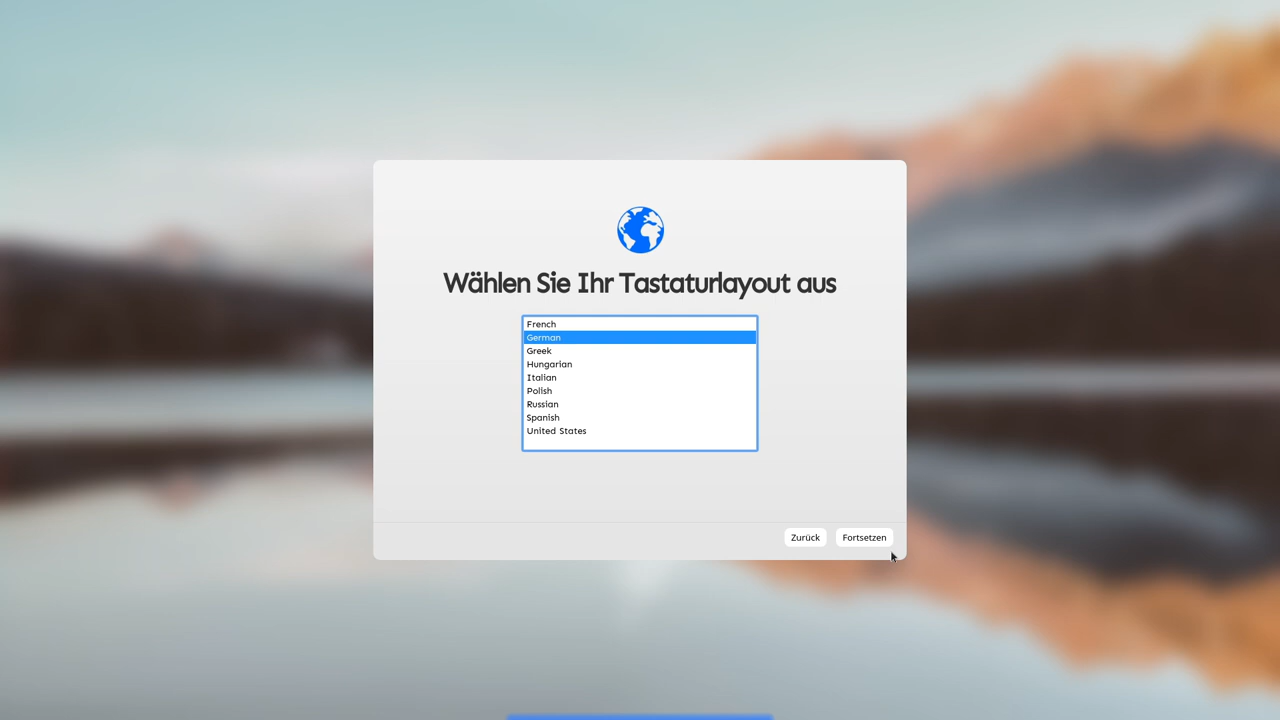 Wählen Sie Ihr Tastaturlayout aus
French
German
Greek
Hungarian
Italian
Polish
Russian
Spanish
United States
Zurück
Fortsetzen